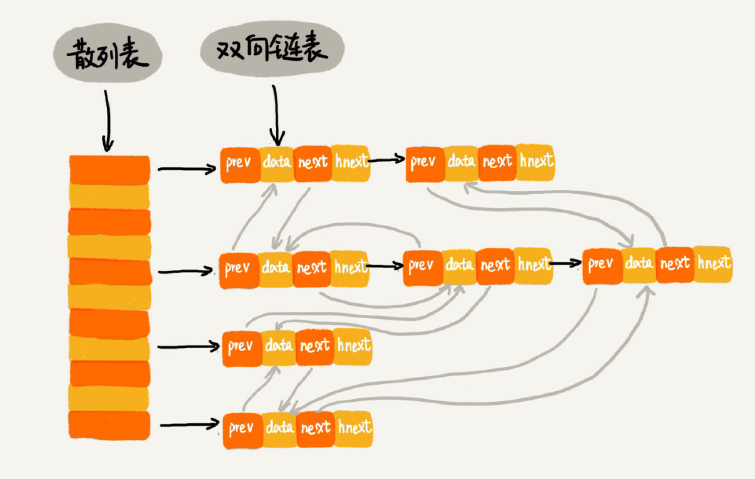 散列表 双向链表
prev data next hnext prev data next hnext
prev data next hnext prev data next hnext prev data next hnext
prev data next hnext
prev data next hnext